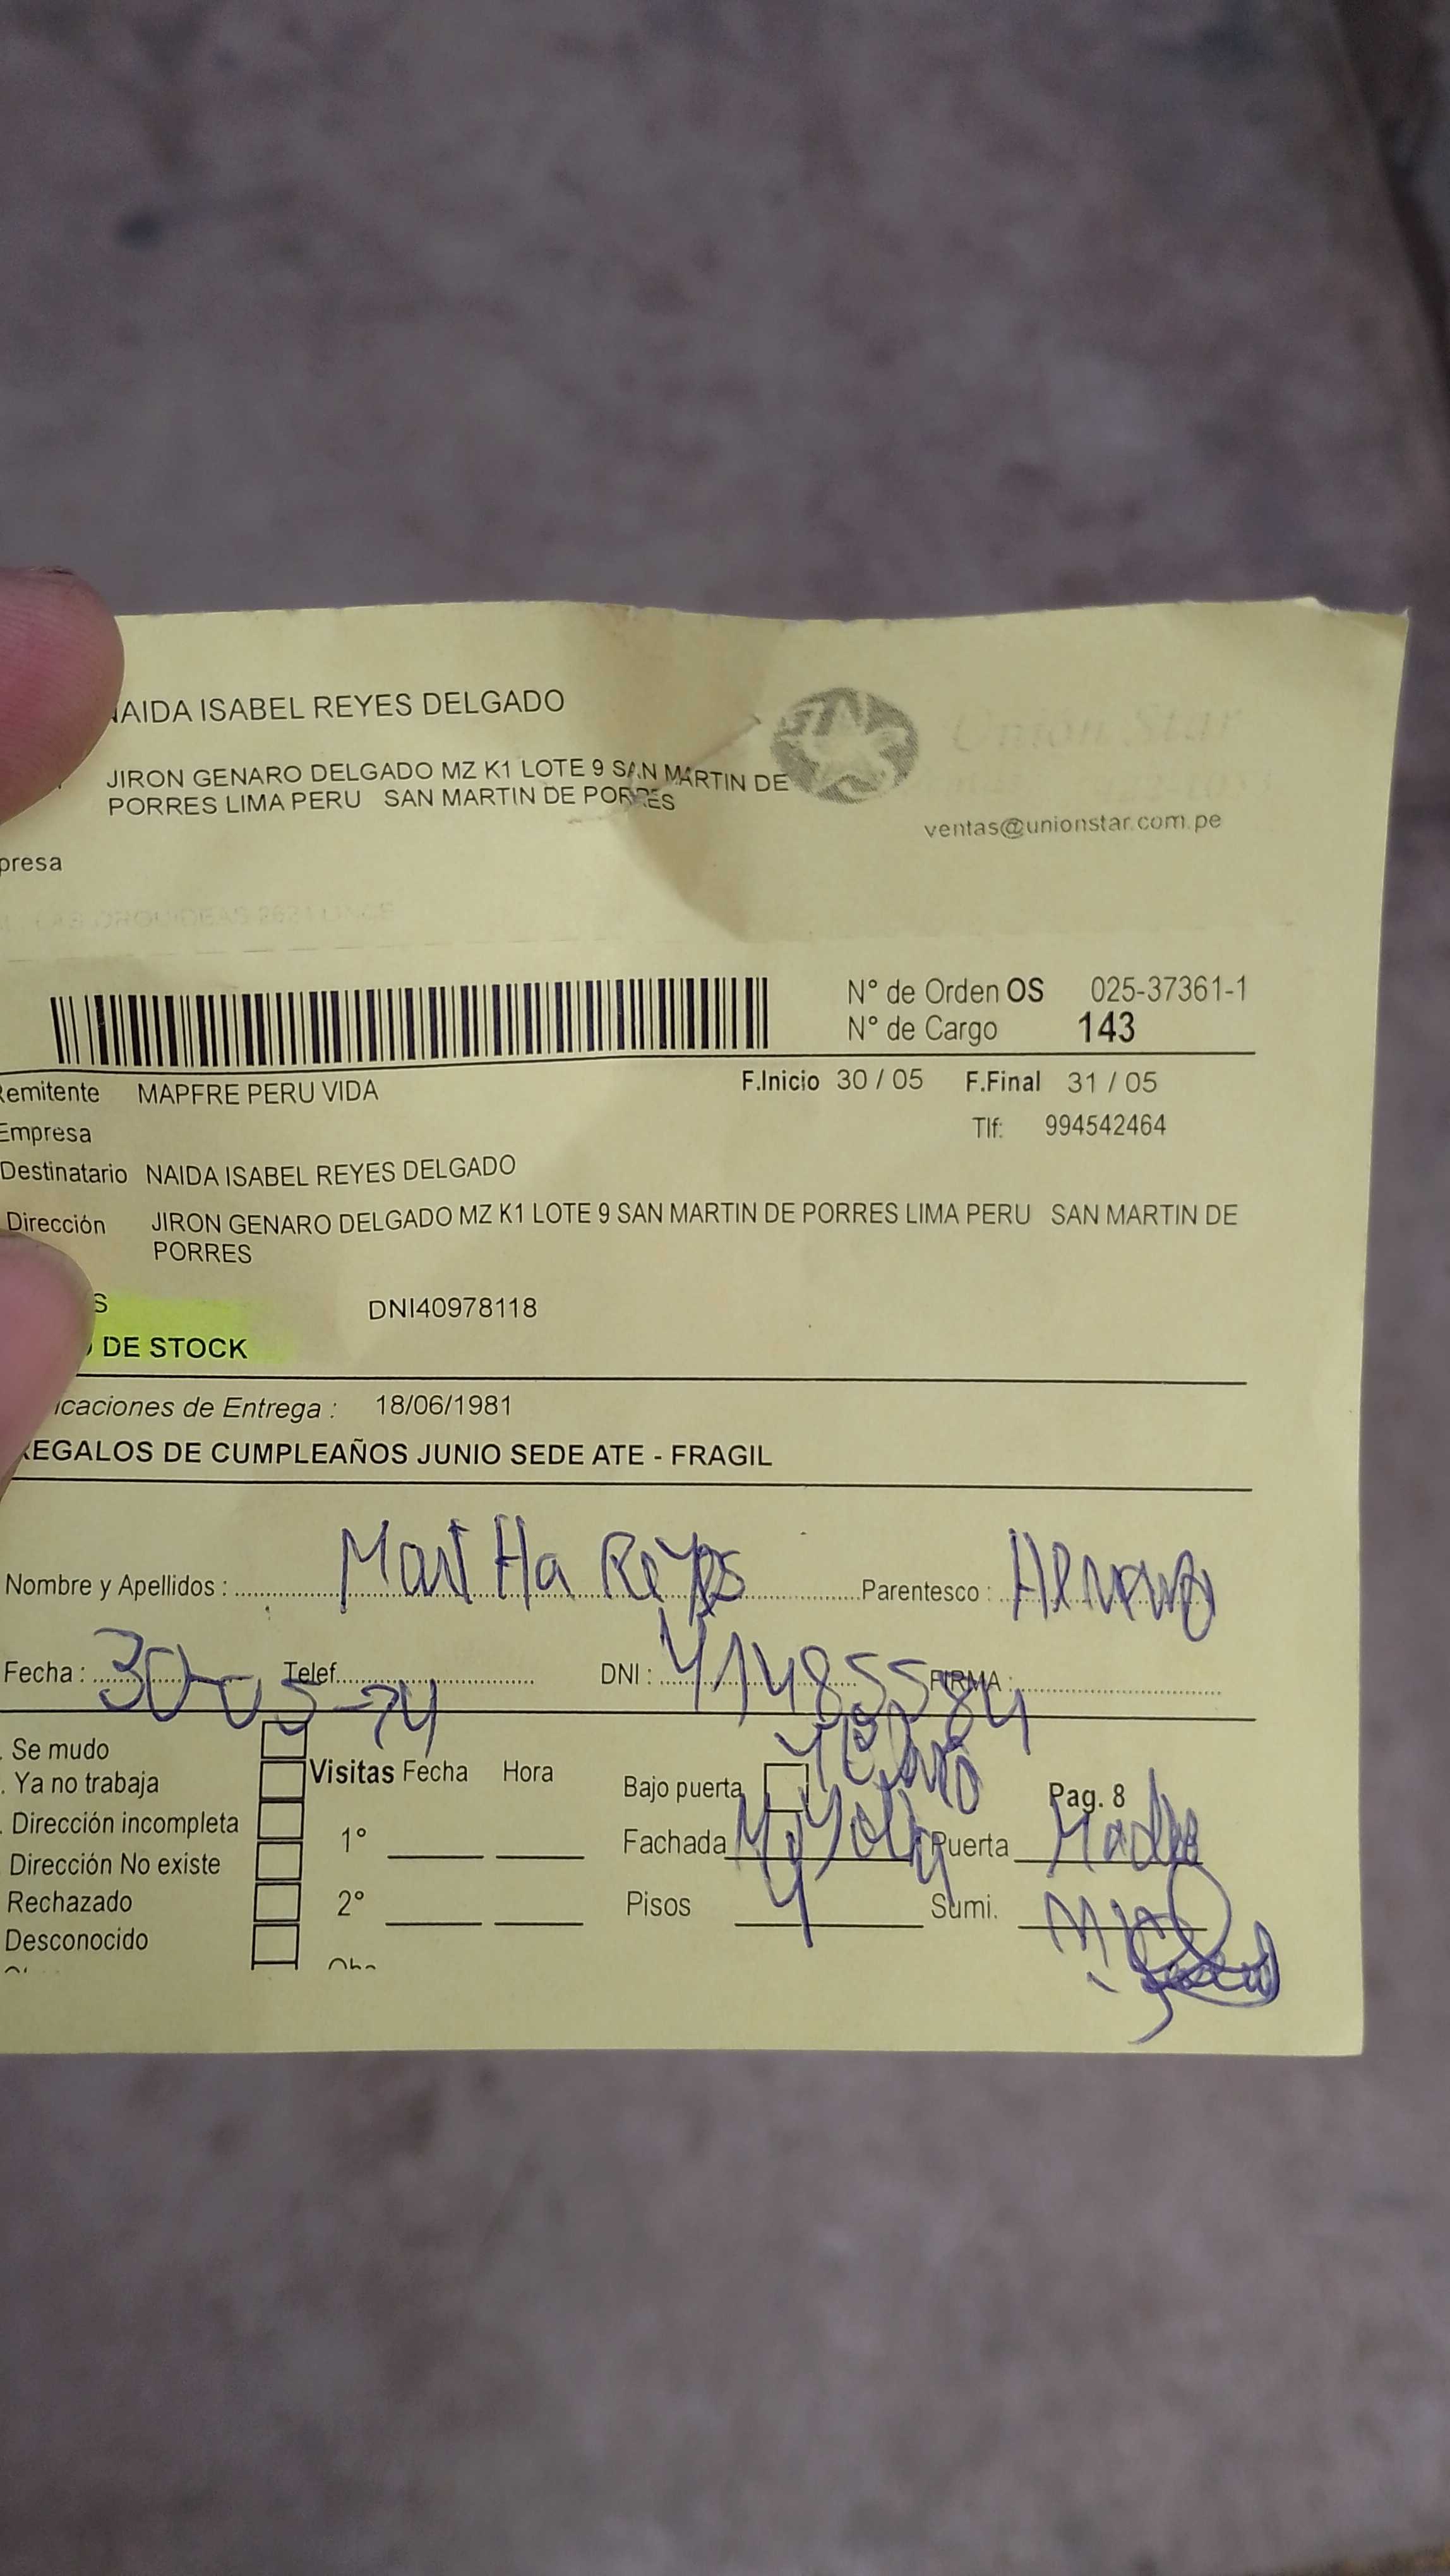 NAIDA ISABEL REYES DELGADO
JIRON GENARO DELGADO MZ K1 LOTE 9 SAN MARTIN DE
PORRES LIMA PERU SAN MARTIN DE PORRES
Union Star
ventas@unionstar.com.pe
presa
ORQUIDEAS
N° de Orden OS 025-37361-1
N° de Cargo 143
Remitente MAPFRE PERU VIDA
F.Inicio 30 / 05 F.Final 31 / 05
Empresa
Tlf: 994542464
Destinatario NAIDA ISABEL REYES DELGADO
Dirección JIRON GENARO DELGADO MZ K1 LOTE 9 SAN MARTIN DE PORRES LIMA PERU SAN MARTIN DE
PORRES
S DNI40978118
DE STOCK
icaciones de Entrega : 18/06/1981
REGALOS DE CUMPLEAÑOS JUNIO SEDE ATE - FRAGIL
Nombre y Apellidos : Martha Reyes Parentesco :
Fecha : 30-05-24 Telef. DNI : 41485584 FIRMA :
Se mudo
Ya no trabaja
Dirección incompleta
Dirección No existe
Rechazado
Desconocido
Visitas Fecha Hora
1°
2°
Bajo puerta
Pag. 8
Fachada Puerta
Pisos 4 Sumi.